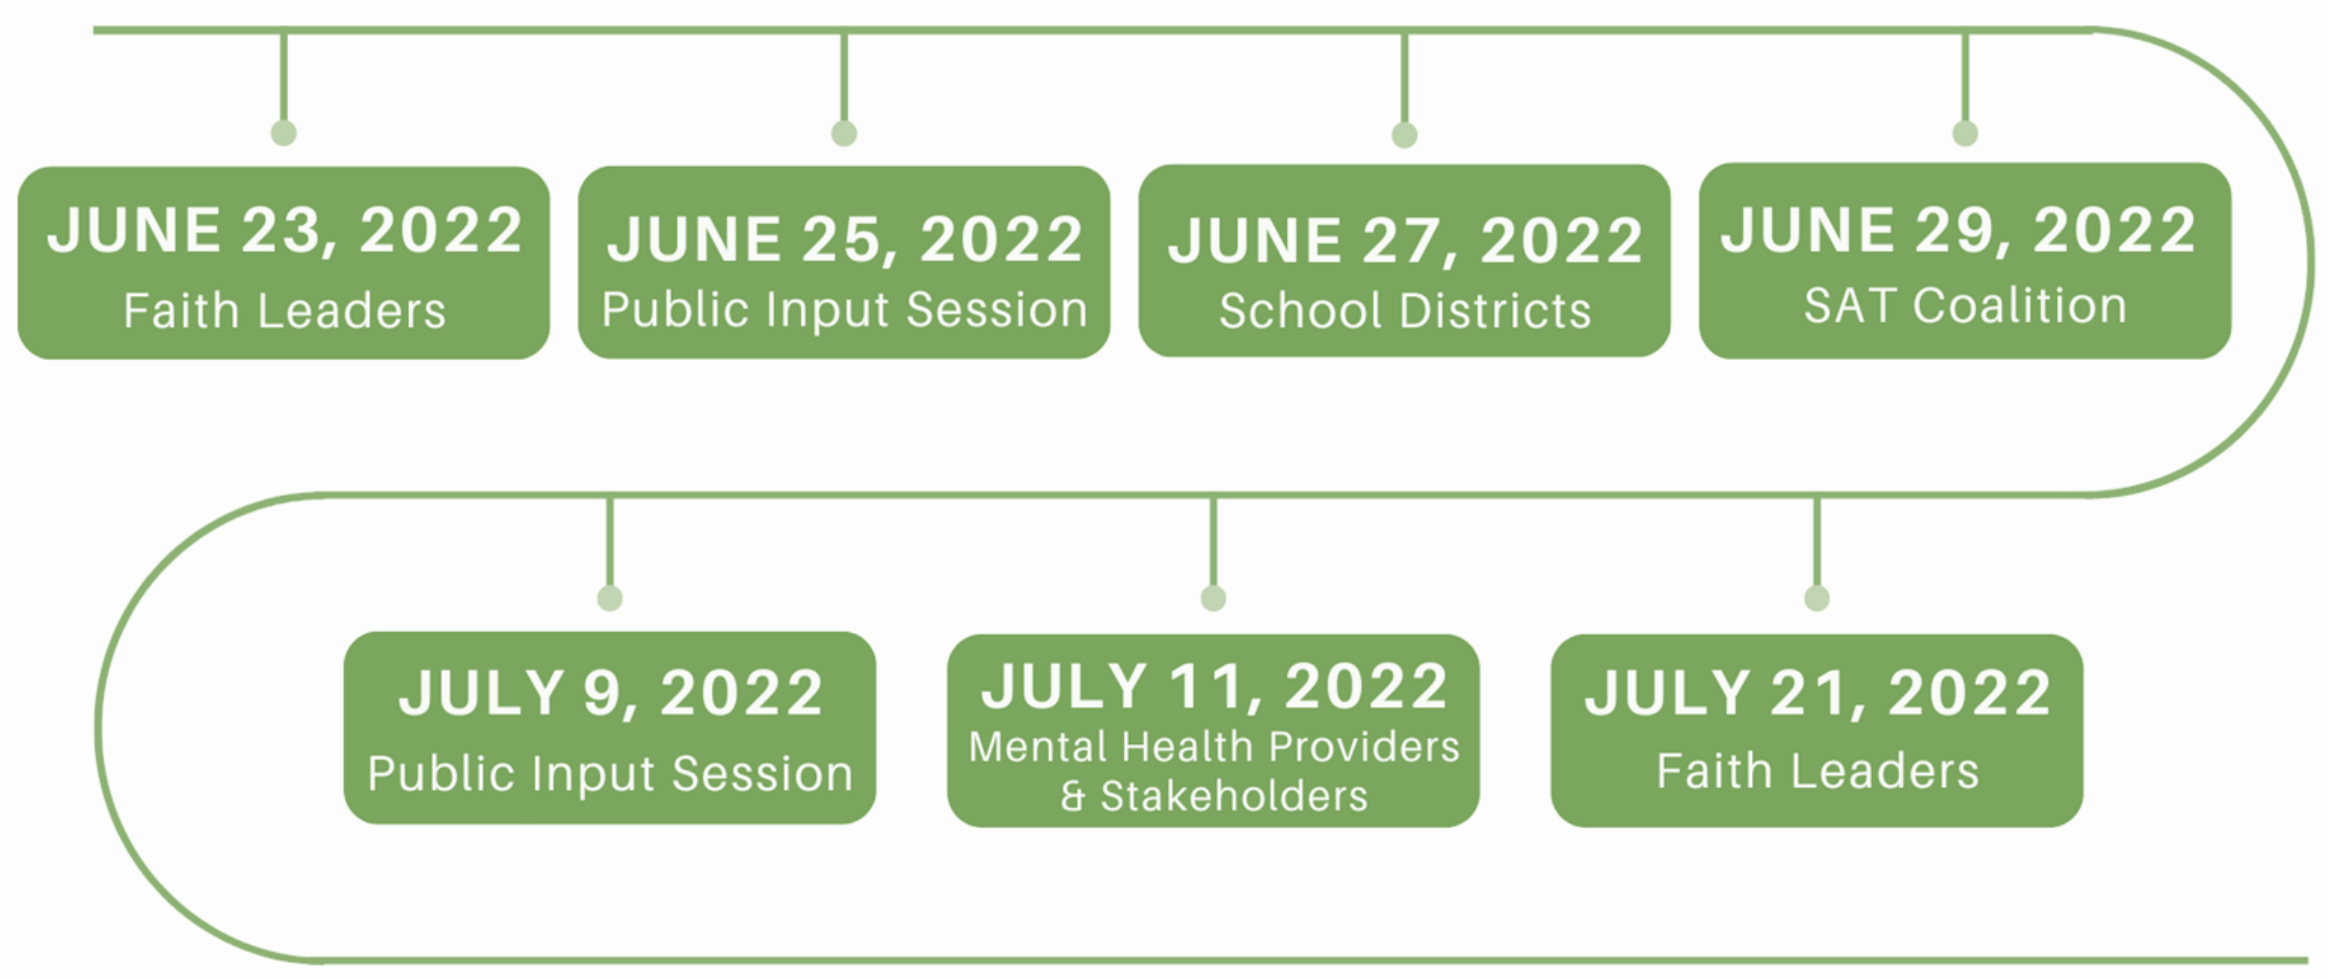 JUNE 23, 2022
Faith Leaders
JUNE 25, 2022
Public Input Session
JUNE 27, 2022
School Districts
JUNE 29, 2022
SAT Coalition
JULY 9, 2022
Public Input Session
JULY 11, 2022
Mental Health Providers
& Stakeholders
JULY 21, 2022
Faith Leaders